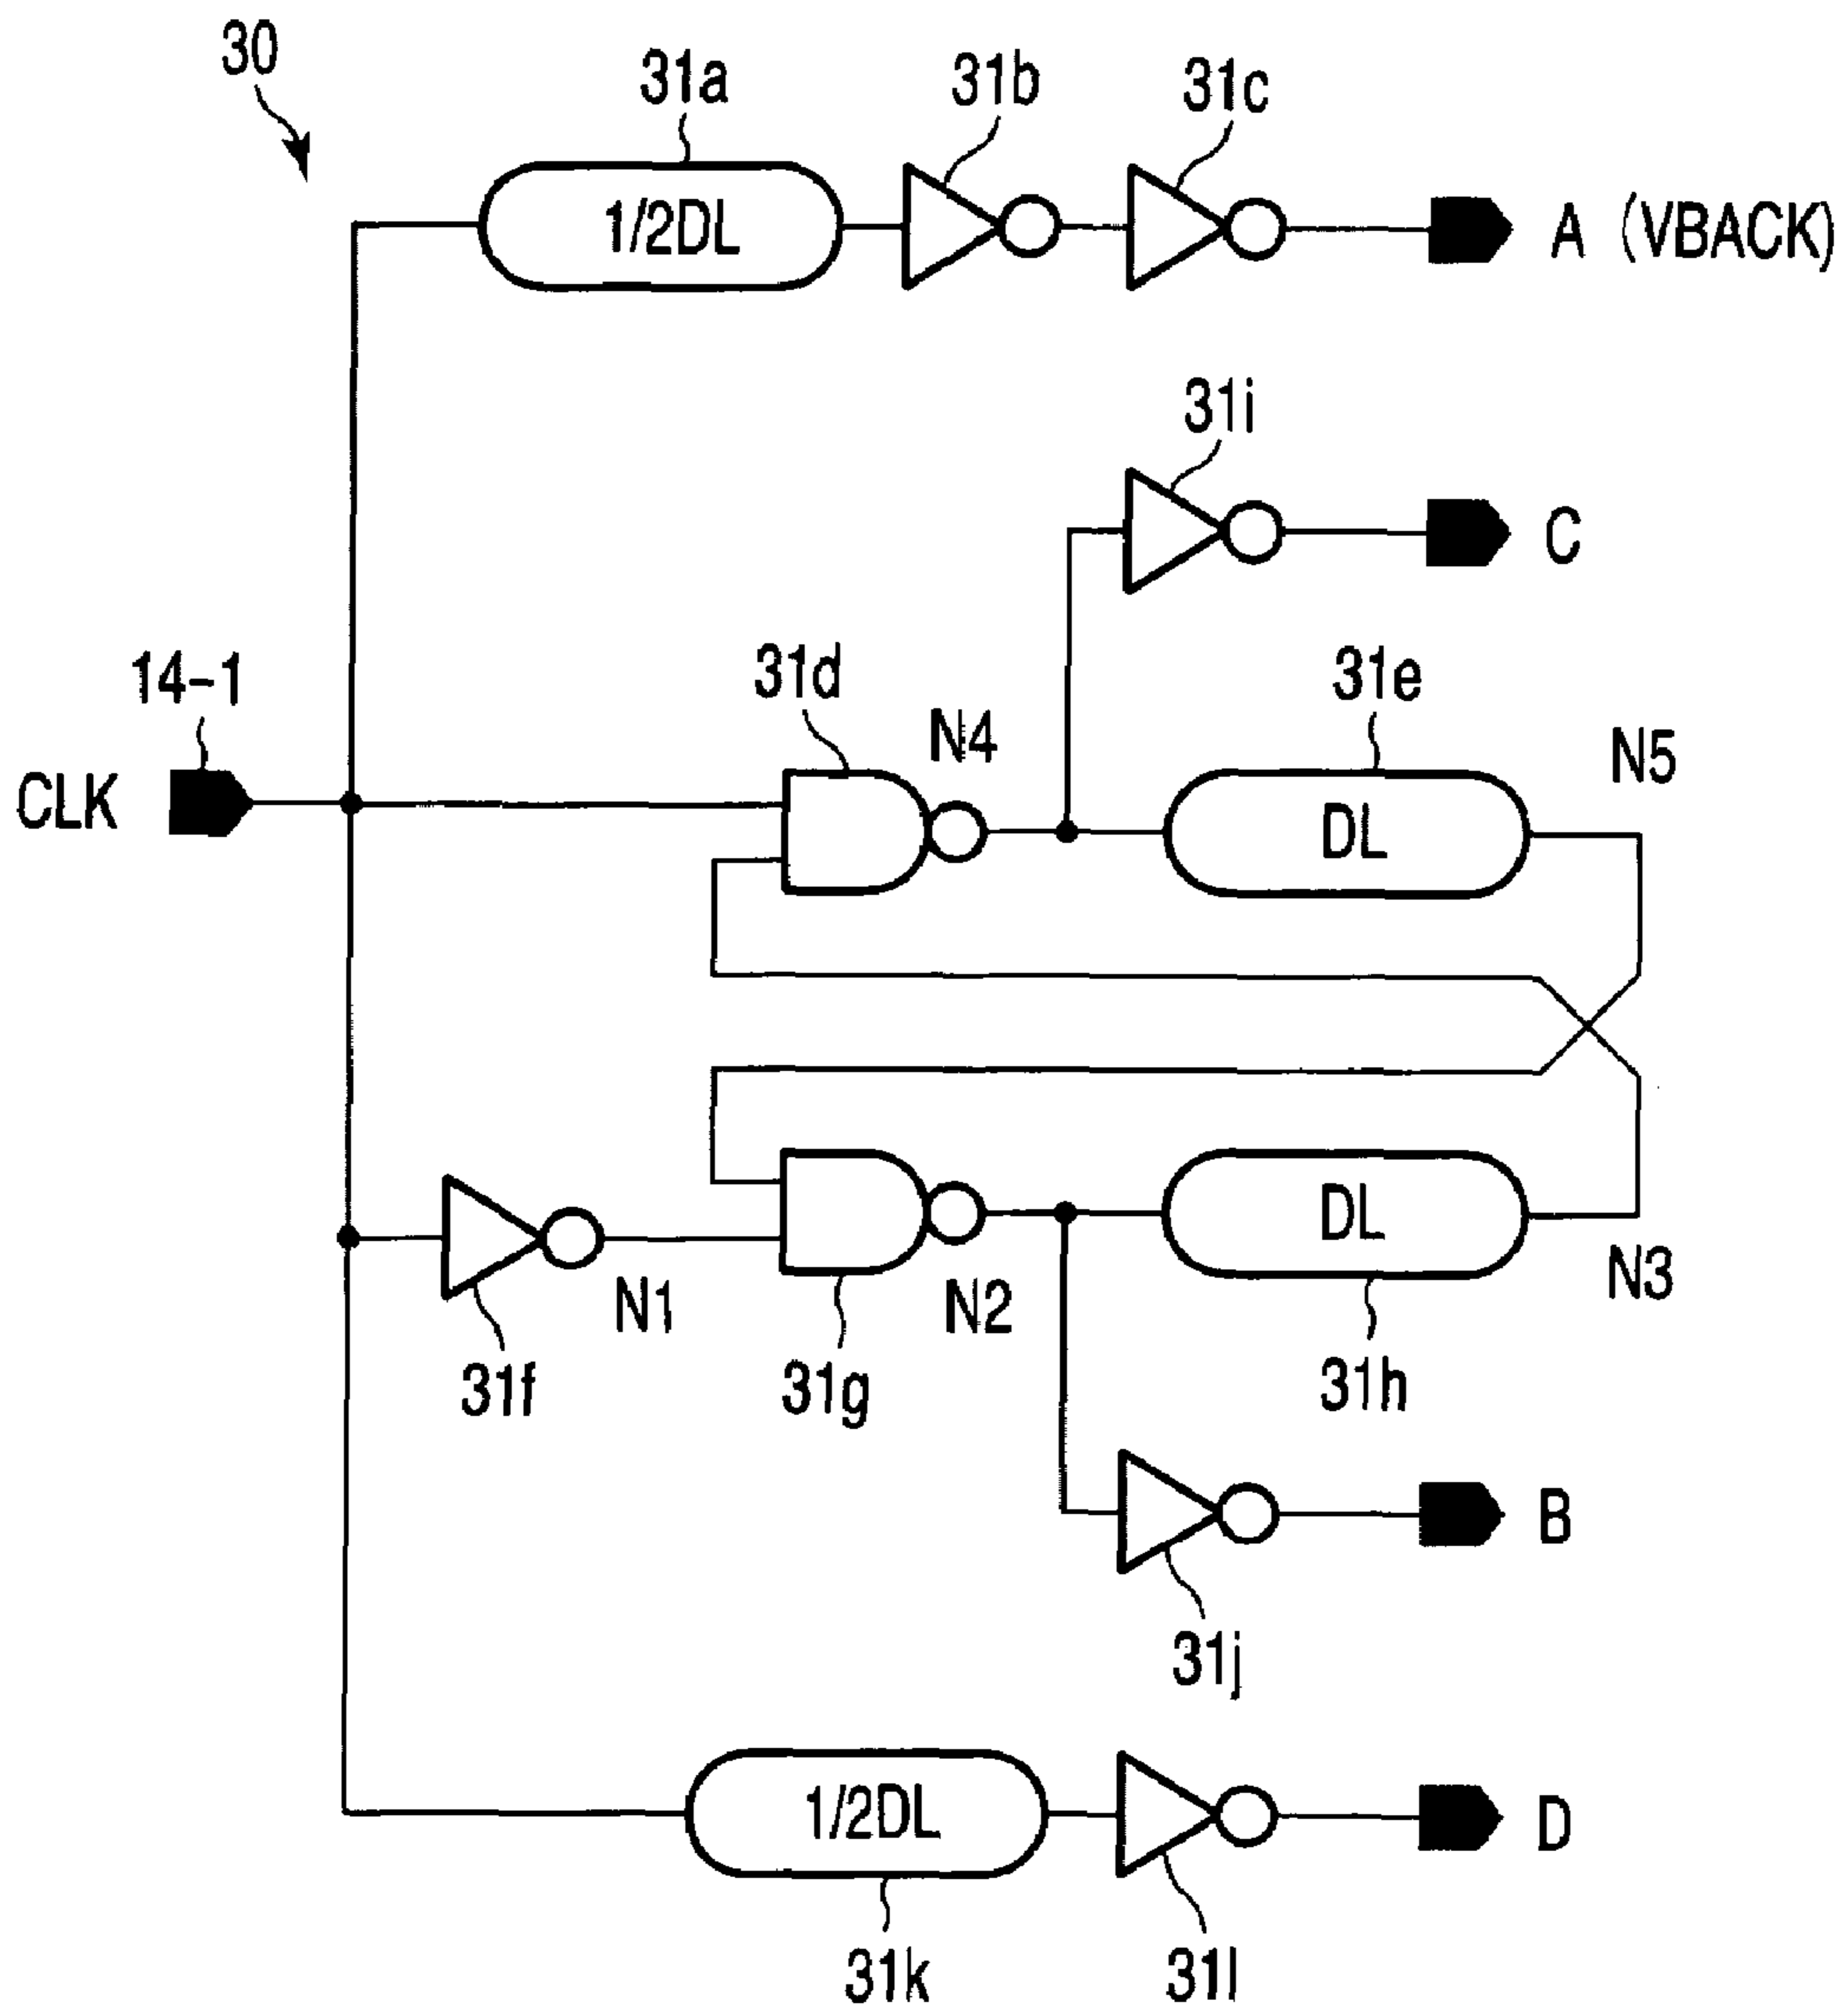 30
31a
31b
31c
1/2DL
A (VBACK)
31i
C
14-1
31d
N4
31e
N5
CLK
DL
31f
N1
31g
N2
DL
31h
N3
B
31j
1/2DL
D
31k
31l